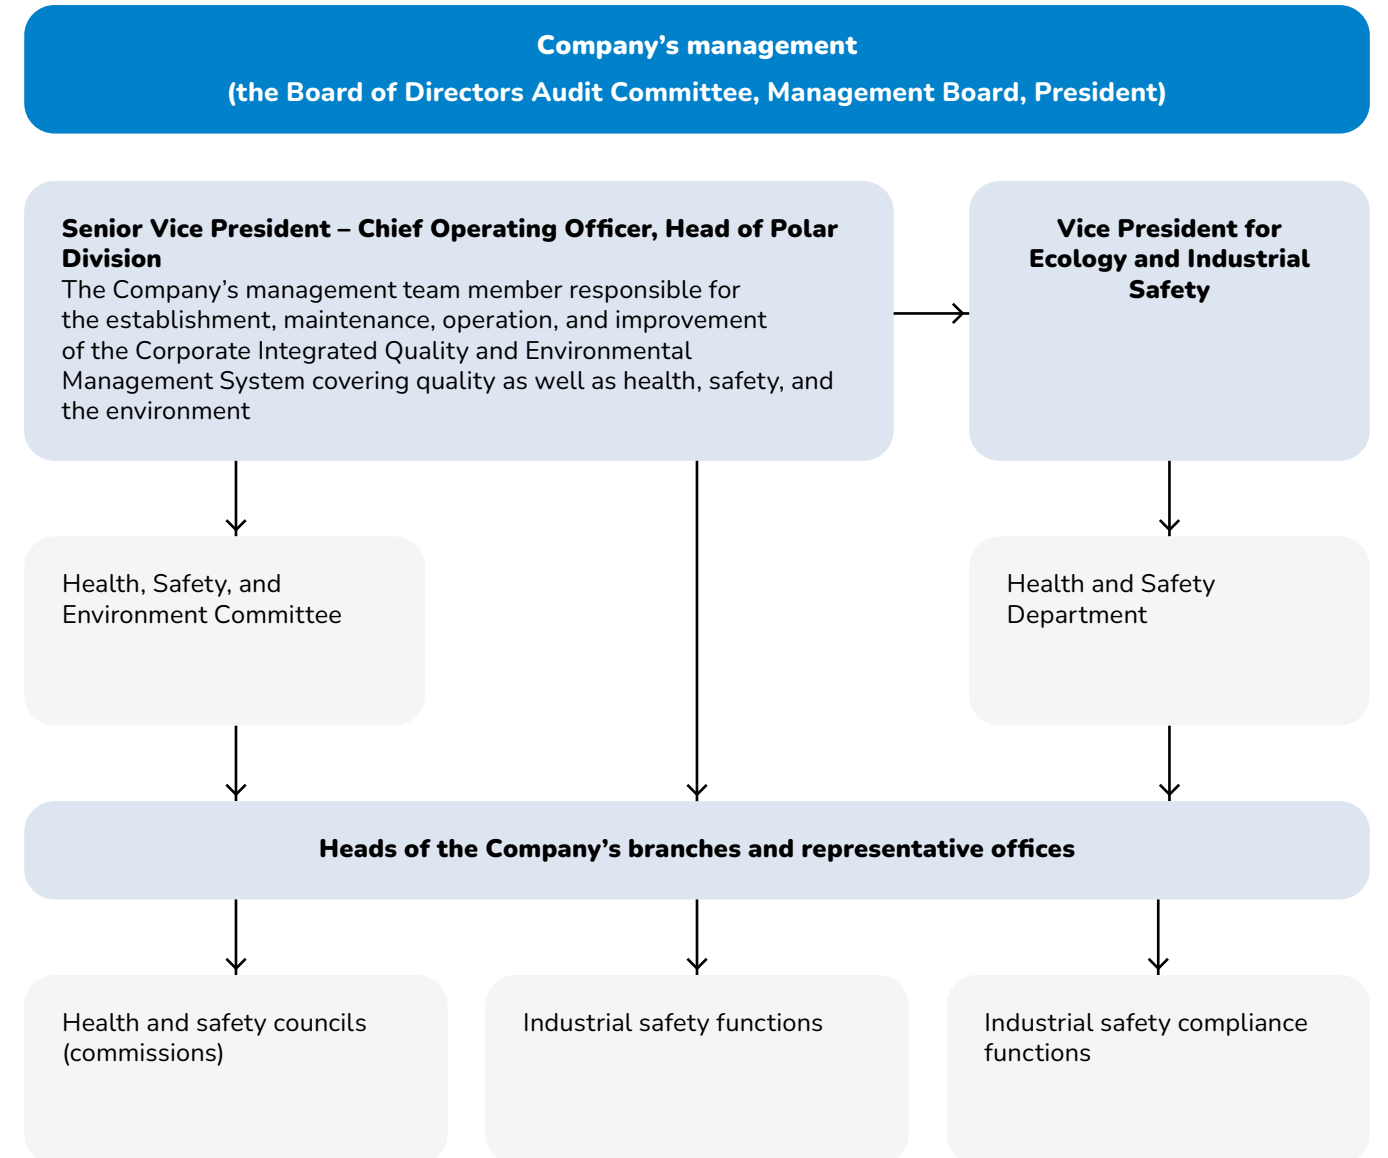 Company’s management
(the Board of Directors Audit Committee, Management Board, President)
Senior Vice President – Chief Operating Officer, Head of Polar
Division
The Company’s management team member responsible for
the establishment, maintenance, operation, and improvement
of the Corporate Integrated Quality and Environmental
Management System covering quality as well as health, safety, and
the environment
Vice President for
Ecology and Industrial
Safety
Health, Safety, and
Environment Committee
Health and Safety
Department
Heads of the Company’s branches and representative offices
Health and safety councils
(commissions)
Industrial safety functions
Industrial safety compliance
functions